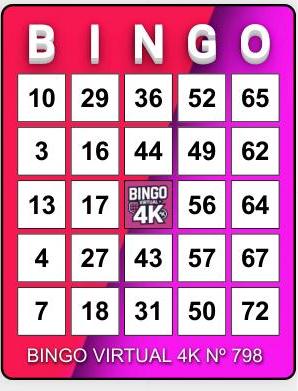 B I N G O
10 29 36 52 65
3 16 44 49 62
13 17 BINGO VIRTUAL 4K 56 64
4 27 43 57 67
7 18 31 50 72
BINGO VIRTUAL 4K Nº 798